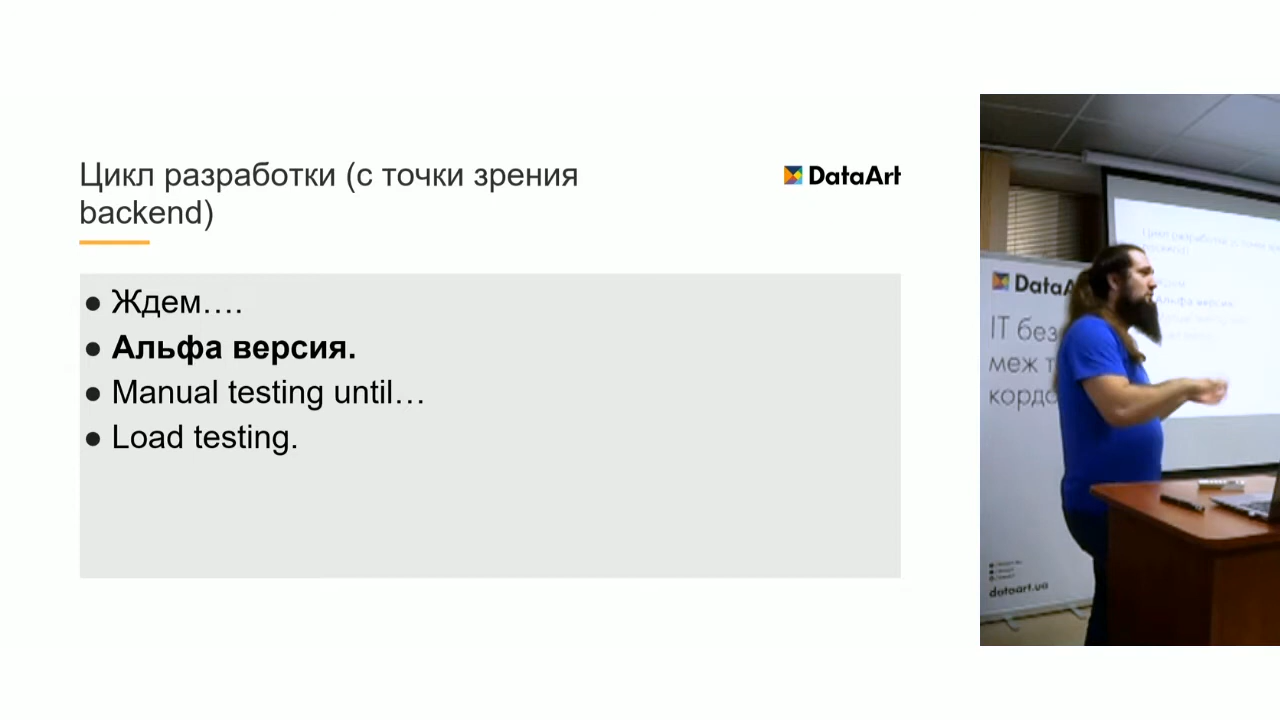 Цикл разработки (с точки зрения
backend)
DataArt
● Ждем….
● Альфа версия.
● Manual testing until…
● Load testing.
DataA
IT без
меж т
кордо
dataart.ua